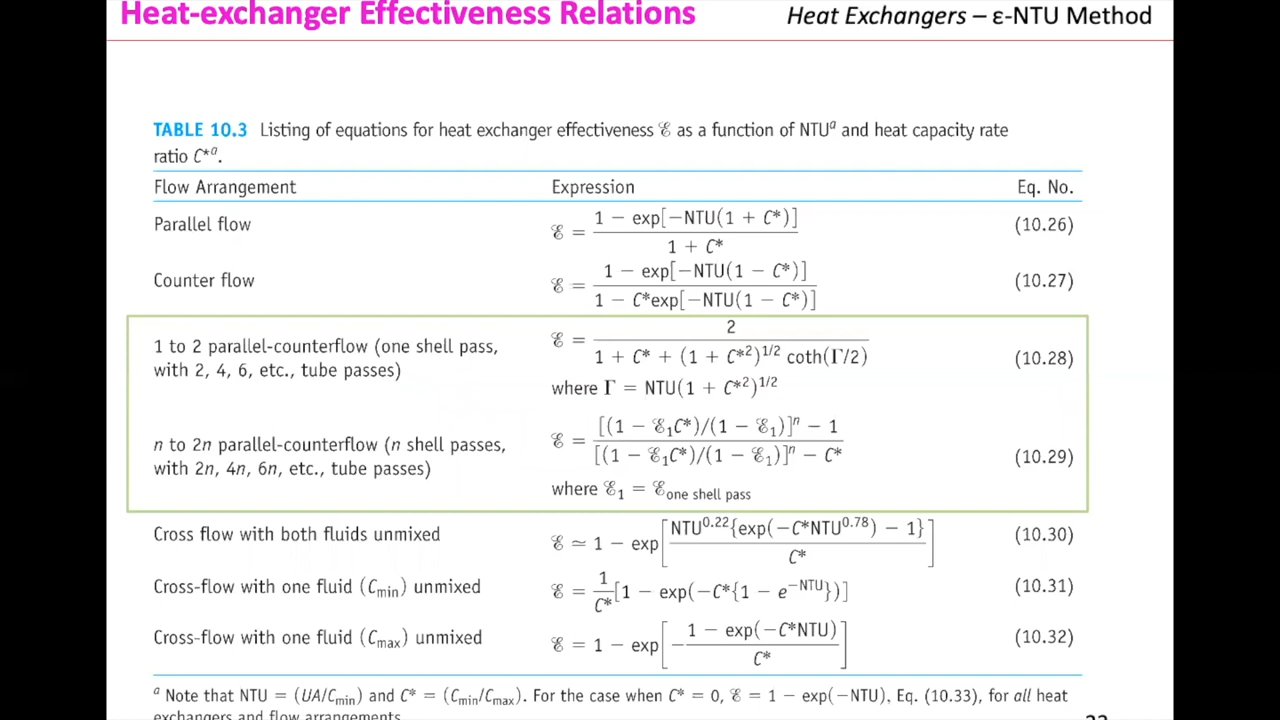 Heat-exchanger Effectiveness Relations
Heat Exchangers – ε-NTU Method
TABLE 10.3 Listing of equations for heat exchanger effectiveness ℰ as a function of NTUᵃ and heat capacity rate
ratio C*ᵃ.
Flow Arrangement Expression Eq. No.
Parallel flow ℰ = (1 − exp[−NTU(1 + C*)]) / (1 + C*) (10.26)
Counter flow ℰ = (1 − exp[−NTU(1 − C*)]) / (1 − C*exp[−NTU(1 − C*)]) (10.27)
1 to 2 parallel-counterflow (one shell pass,
with 2, 4, 6, etc., tube passes)
ℰ = 2 / (1 + C* + (1 + C*²)^1/2 coth(Γ/2)) (10.28)
where Γ = NTU(1 + C*²)^1/2
n to 2n parallel-counterflow (n shell passes,
with 2n, 4n, 6n, etc., tube passes)
ℰ = ([(1 − ℰ₁C*)/(1 − ℰ₁)]ⁿ − 1) / ([(1 − ℰ₁C*)/(1 − ℰ₁)]ⁿ − C*) (10.29)
where ℰ₁ = ℰ one shell pass
Cross flow with both fluids unmixed ℰ ≃ 1 − exp[NTU^0.22{exp(−C*NTU^0.78) − 1} / C*] (10.30)
Cross-flow with one fluid (Cmin) unmixed ℰ = 1/C* [1 − exp(−C*{1 − e^−NTU})] (10.31)
Cross-flow with one fluid (Cmax) unmixed ℰ = 1 − exp[−(1 − exp(−C*NTU)) / C*] (10.32)
ᵃ Note that NTU = (UA/Cmin) and C* = (Cmin/Cmax). For the case when C* = 0, ℰ = 1 − exp(−NTU), Eq. (10.33), for all heat
exchangers and flow arrangements